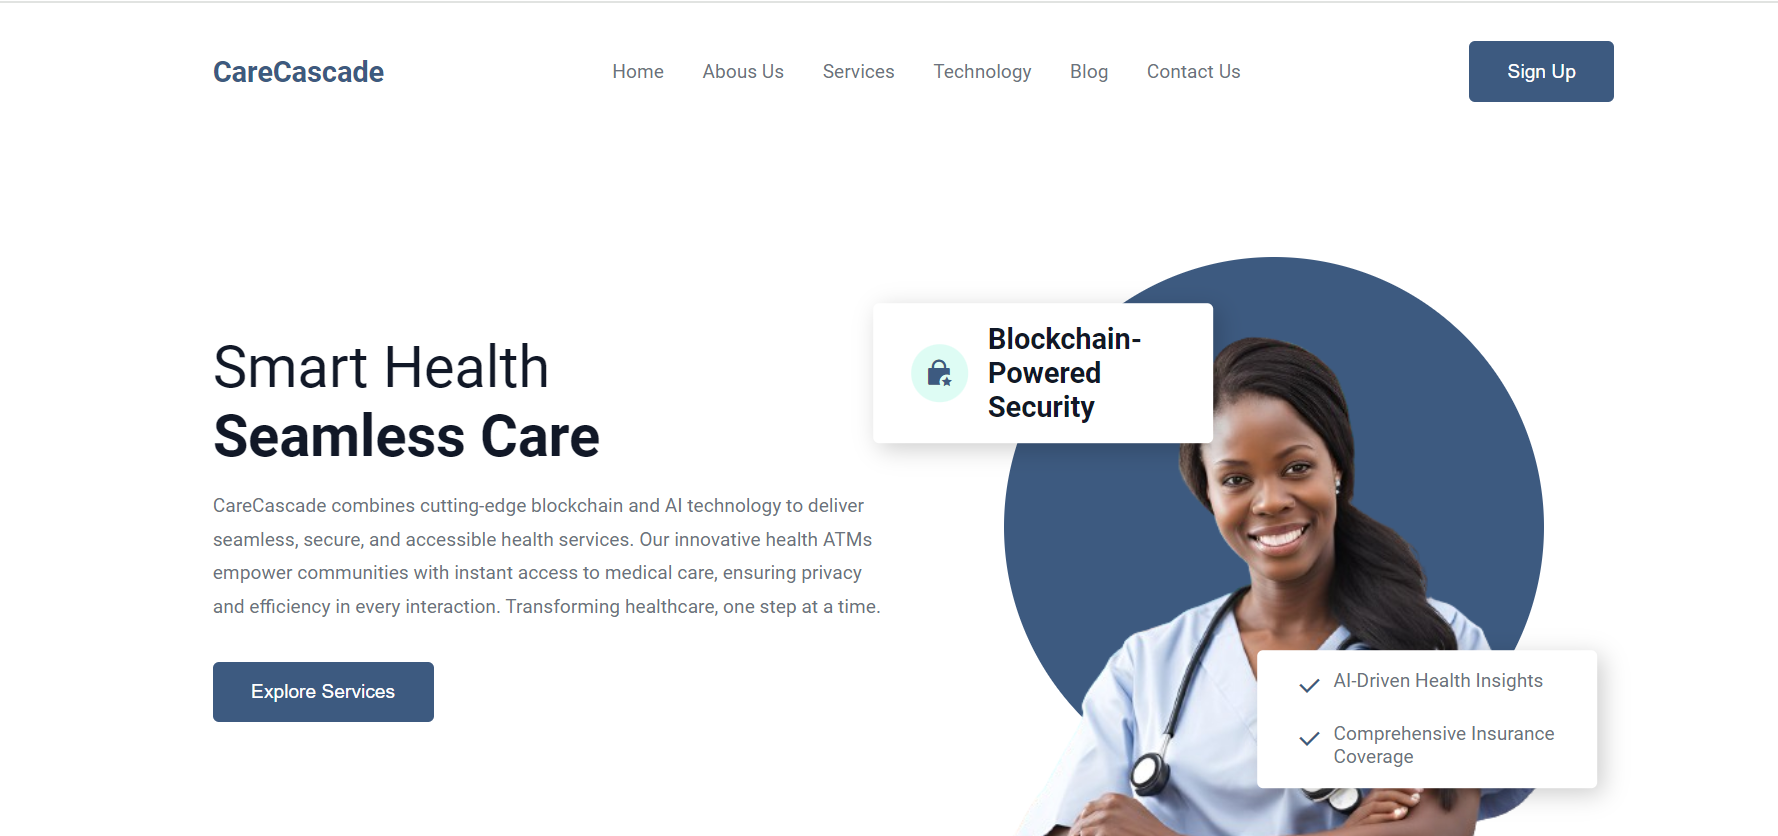 CareCascade
Home
Abous Us
Services
Technology
Blog
Contact Us
Sign Up
Smart Health
Seamless Care
CareCascade combines cutting-edge blockchain and AI technology to deliver
seamless, secure, and accessible health services. Our innovative health ATMs
empower communities with instant access to medical care, ensuring privacy
and efficiency in every interaction. Transforming healthcare, one step at a time.
Explore Services
Blockchain-
Powered
Security
AI-Driven Health Insights
Comprehensive Insurance
Coverage